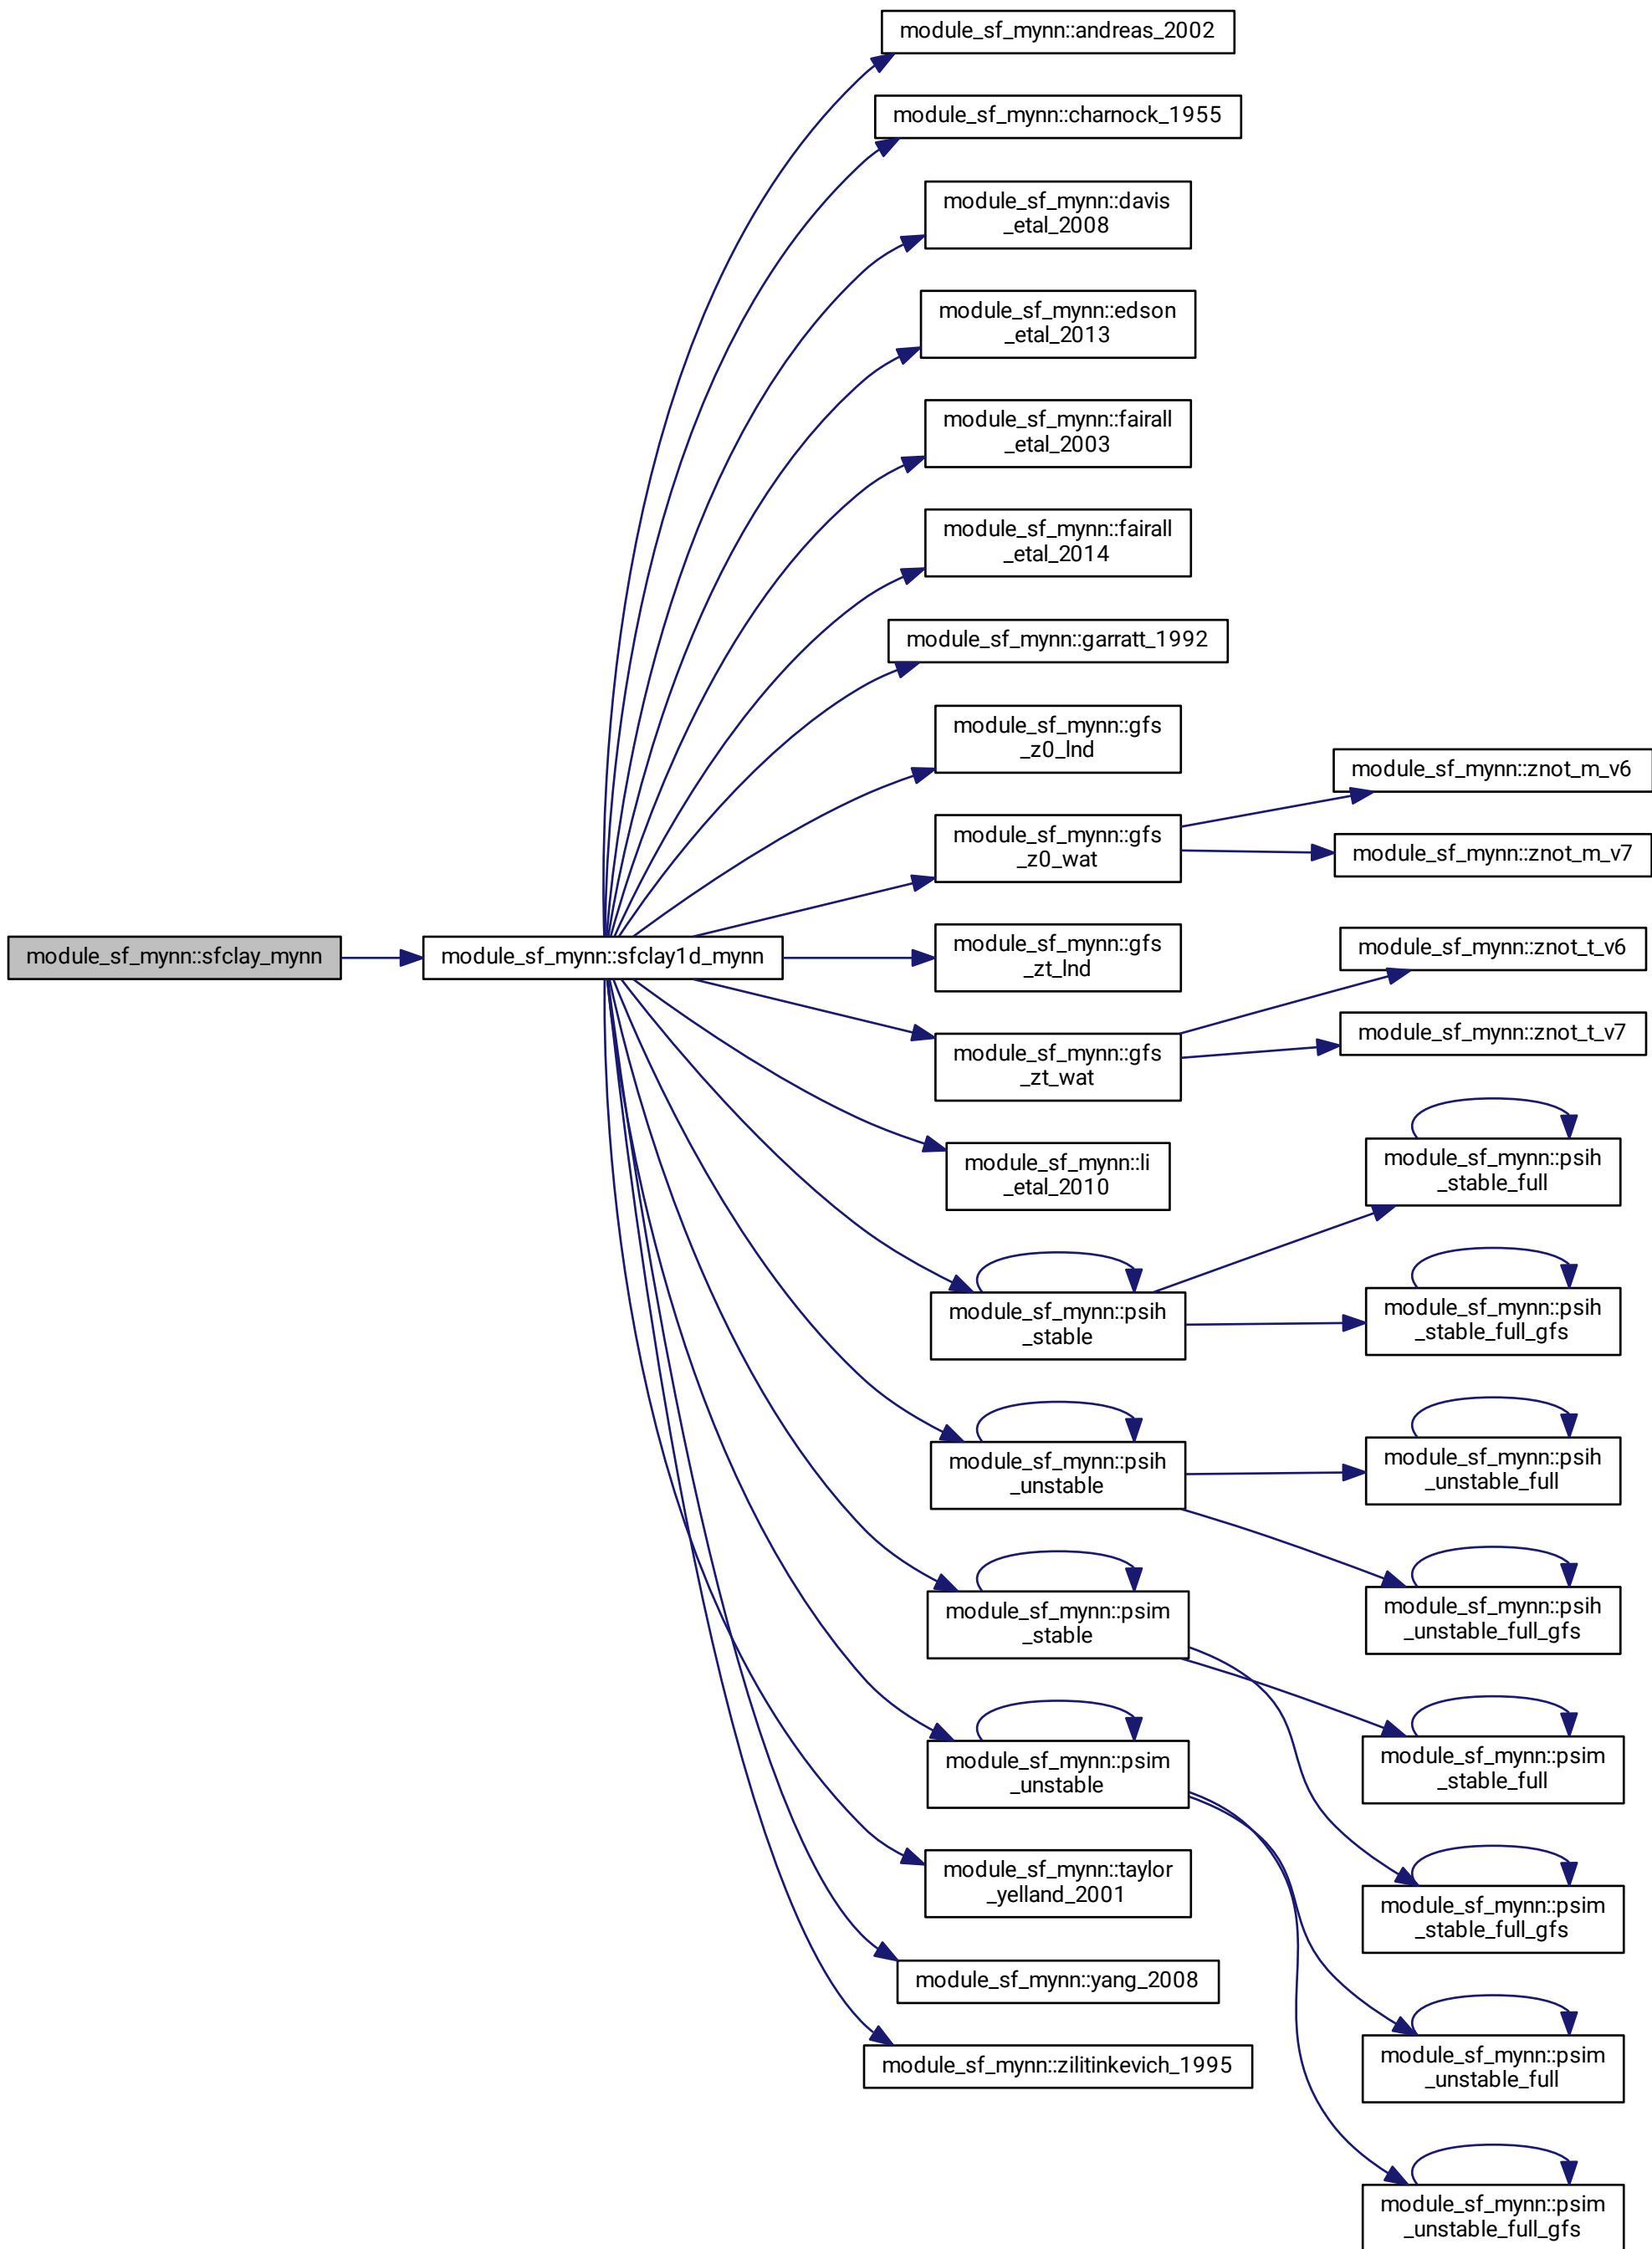 module_sf_mynn::sfclay_mynn
module_sf_mynn::sfclay1d_mynn
module_sf_mynn::andreas_2002
module_sf_mynn::charnock_1955
module_sf_mynn::davis
_etal_2008
module_sf_mynn::edson
_etal_2013
module_sf_mynn::fairall
_etal_2003
module_sf_mynn::fairall
_etal_2014
module_sf_mynn::garratt_1992
module_sf_mynn::gfs
_z0_lnd
module_sf_mynn::gfs
_z0_wat
module_sf_mynn::gfs
_zt_lnd
module_sf_mynn::gfs
_zt_wat
module_sf_mynn::li
_etal_2010
module_sf_mynn::psih
_stable
module_sf_mynn::psih
_unstable
module_sf_mynn::psim
_stable
module_sf_mynn::psim
_unstable
module_sf_mynn::taylor
_yelland_2001
module_sf_mynn::yang_2008
module_sf_mynn::zilitinkevich_1995
module_sf_mynn::znot_m_v6
module_sf_mynn::znot_m_v7
module_sf_mynn::znot_t_v6
module_sf_mynn::znot_t_v7
module_sf_mynn::psih
_stable_full
module_sf_mynn::psih
_stable_full_gfs
module_sf_mynn::psih
_unstable_full
module_sf_mynn::psih
_unstable_full_gfs
module_sf_mynn::psim
_stable_full
module_sf_mynn::psim
_stable_full_gfs
module_sf_mynn::psim
_unstable_full
module_sf_mynn::psim
_unstable_full_gfs